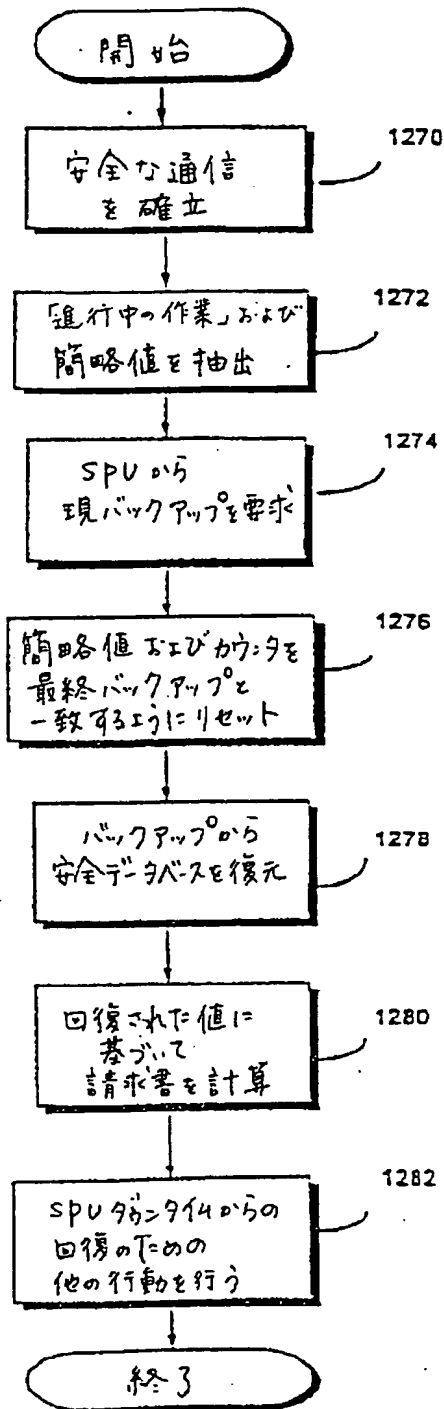 開始
安全な通信
を確立
1270
「進行中の作業」および
簡略値を抽出
1272
SPUから
現バックアップを要求
1274
簡略値およびカウンタを
最終バックアップと
一致するようにリセット
1276
バックアップから
安全データベースを復元
1278
回復された値に
基づいて
請求書を計算
1280
SPUダウンタイムからの
回復のための
他の行動を行う
1282
終了